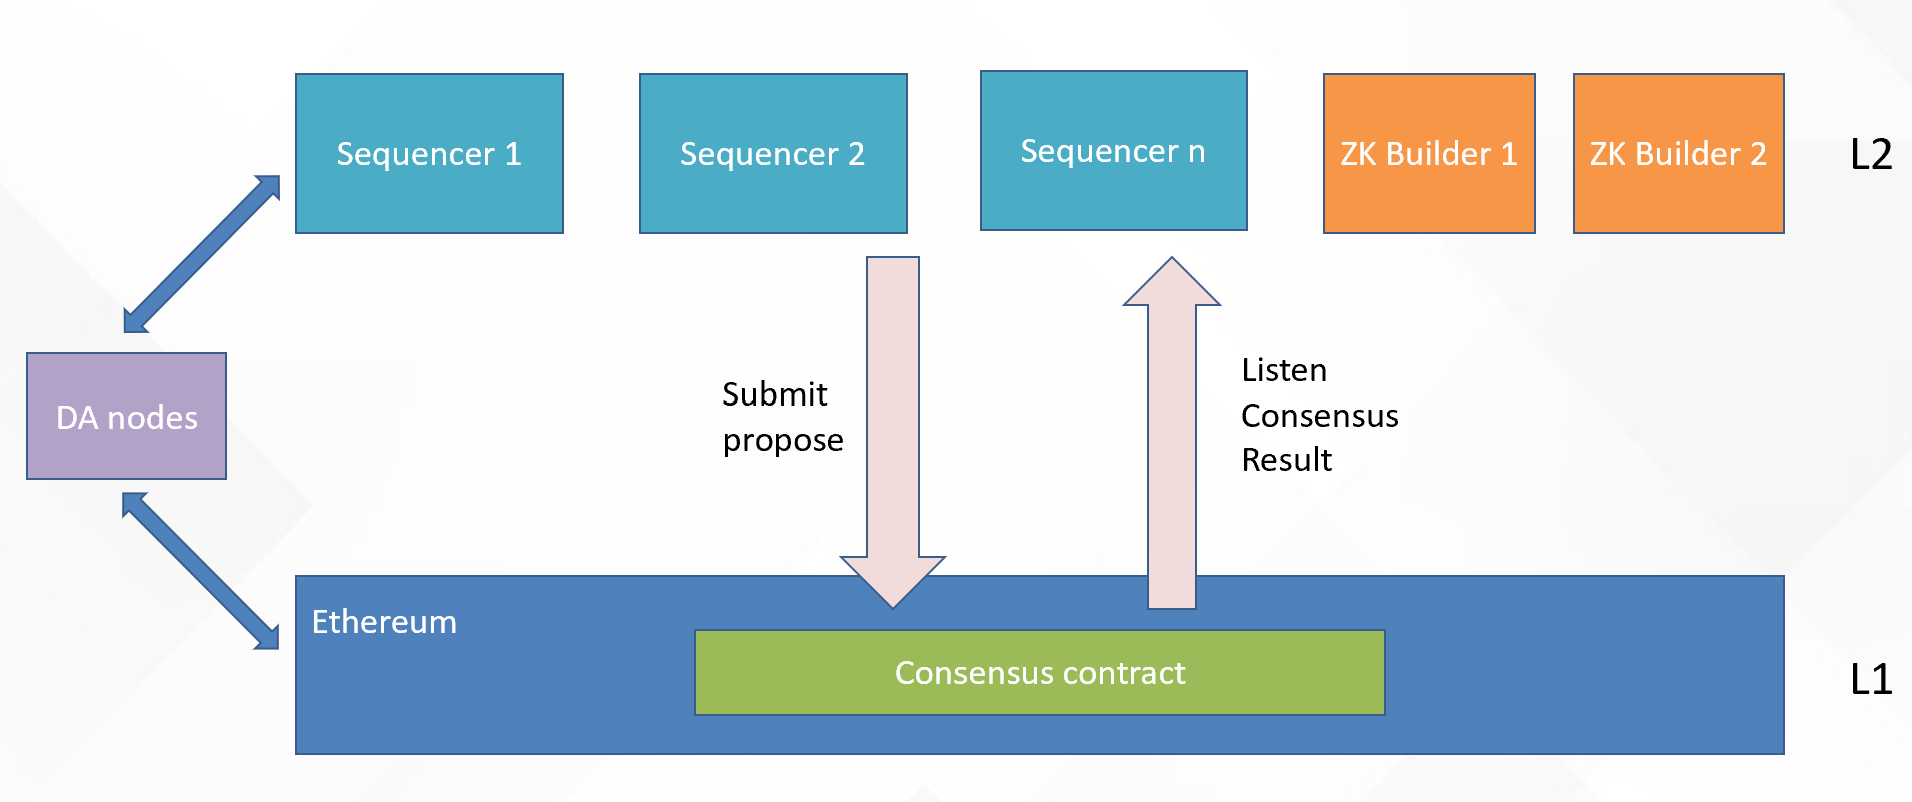 Sequencer 1
Sequencer 2
Sequencer n
ZK Builder 1
ZK Builder 2
L2
DA nodes
Submit
propose
Listen
Consensus
Result
Ethereum
Consensus contract
L1